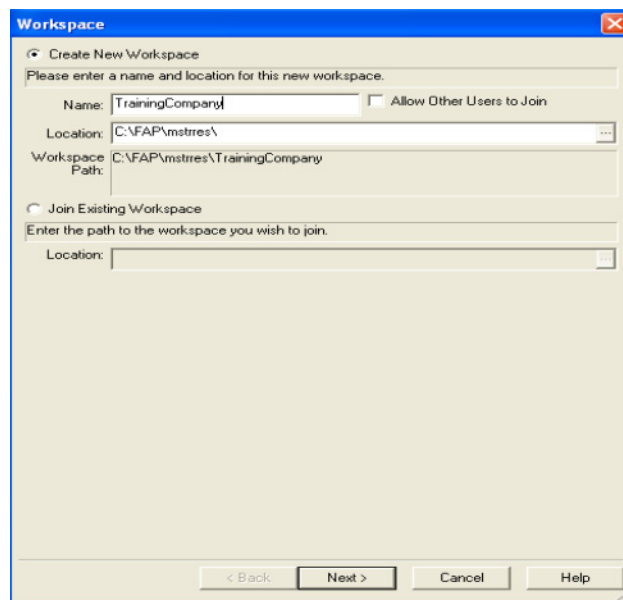 Workspace
Create New Workspace
Please enter a name and location for this new workspace.
Name: TrainingCompany Allow Other Users to Join
Location: C:\FAP\mstrres\ ...
Workspace Path: C:\FAP\mstrres\TrainingCompany
Join Existing Workspace
Enter the path to the workspace you wish to join.
Location: ...
< Back Next > Cancel Help